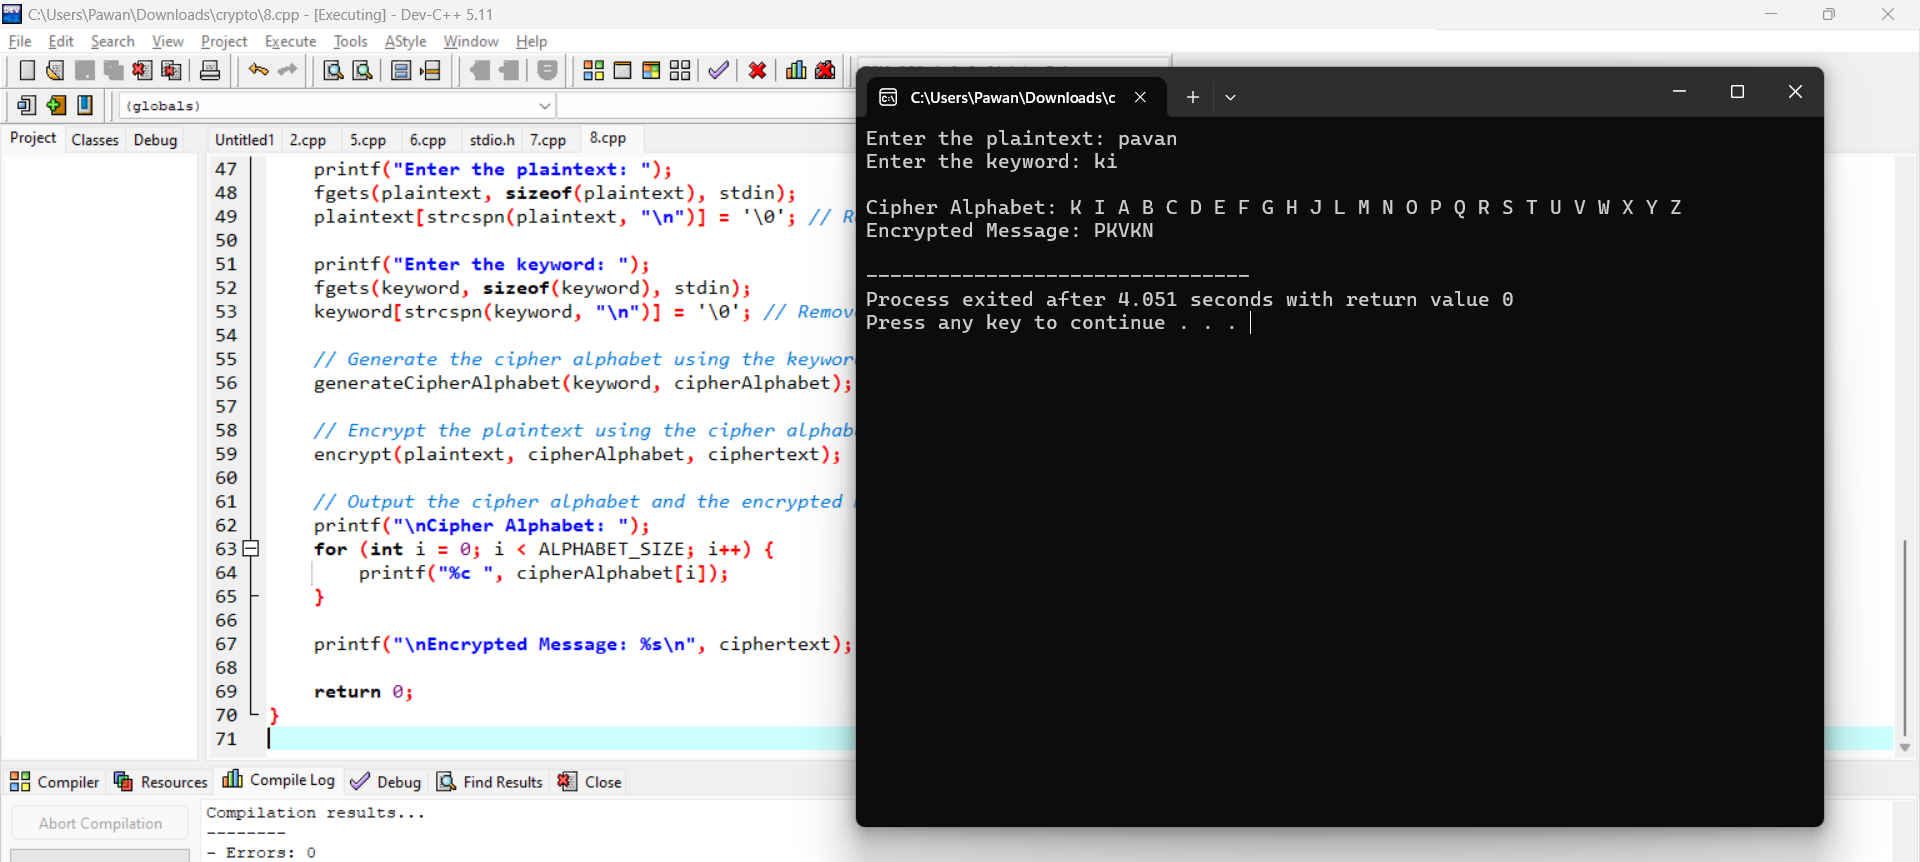 C:\Users\Pawan\Downloads\crypto\8.cpp - [Executing] - Dev-C++ 5.11
File Edit Search View Project Execute Tools AStyle Window Help
(globals)
Project Classes Debug
Untitled1 2.cpp 5.cpp 6.cpp stdio.h 7.cpp 8.cpp
47 printf("Enter the plaintext: ");
48 fgets(plaintext, sizeof(plaintext), stdin);
49 plaintext[strcspn(plaintext, "\n")] = '\0'; //
50
51 printf("Enter the keyword: ");
52 fgets(keyword, sizeof(keyword), stdin);
53 keyword[strcspn(keyword, "\n")] = '\0'; // Remov
54
55 // Generate the cipher alphabet using the keywor
56 generateCipherAlphabet(keyword, cipherAlphabet);
57
58 // Encrypt the plaintext using the cipher alphab
59 encrypt(plaintext, cipherAlphabet, ciphertext);
60
61 // Output the cipher alphabet and the encrypted
62 printf("\nCipher Alphabet: ");
63 for (int i = 0; i < ALPHABET_SIZE; i++) {
64 printf("%c ", cipherAlphabet[i]);
65 }
66
67 printf("\nEncrypted Message: %s\n", ciphertext);
68
69 return 0;
70 }
71
Compiler Resources Compile Log Debug Find Results Close
Abort Compilation
Compilation results...
--------
- Errors: 0
C:\Users\Pawan\Downloads\c
Enter the plaintext: pavan
Enter the keyword: ki
Cipher Alphabet: K I A B C D E F G H J L M N O P Q R S T U V W X Y Z
Encrypted Message: PKVKN
--------------------------------
Process exited after 4.051 seconds with return value 0
Press any key to continue . . .